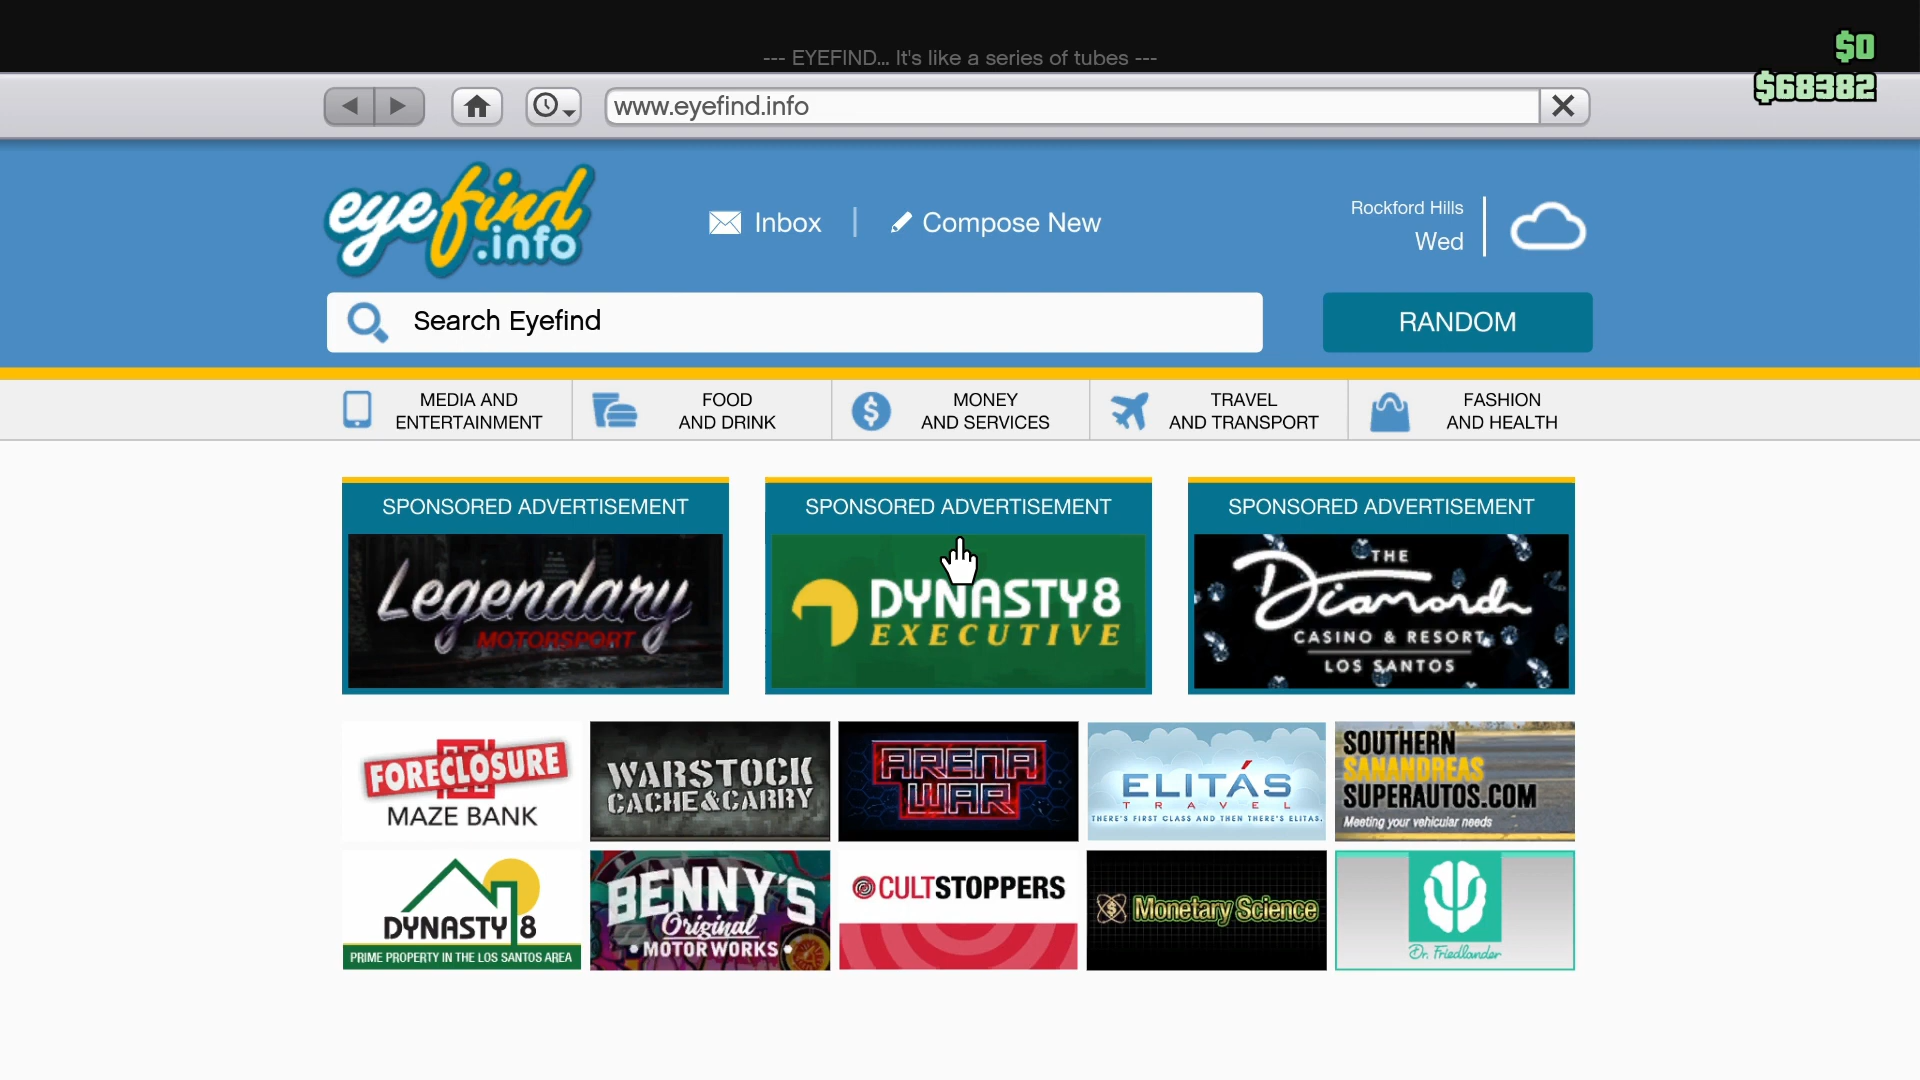 --- EYEFIND... It's like a series of tubes ---
$0
$68382
www.eyefind.info
eyefind
.info
Inbox
Compose New
Rockford Hills
Wed
Search Eyefind
RANDOM
MEDIA AND
ENTERTAINMENT
FOOD
AND DRINK
MONEY
AND SERVICES
TRAVEL
AND TRANSPORT
FASHION
AND HEALTH
SPONSORED ADVERTISEMENT
Legendary
MOTORSPORT
SPONSORED ADVERTISEMENT
DYNASTY 8
EXECUTIVE
SPONSORED ADVERTISEMENT
THE
Diamond
CASINO & RESORT
LOS SANTOS
FORECLOSURE
MAZE BANK
WARSTOCK
CACHE&CARRY
ARENA
WAR
ELITÁS
TRAVEL
THERE'S FIRST CLASS AND THEN THERE'S ELITAS.
SOUTHERN
SANANDREAS
SUPERAUTOS.COM
Meeting your vehicular needs
DYNASTY 8
PRIME PROPERTY IN THE LOS SANTOS AREA
BENNY'S
Original
MOTOR WORKS
CULTSTOPPERS
Monetary Science
Dr. Friedlander